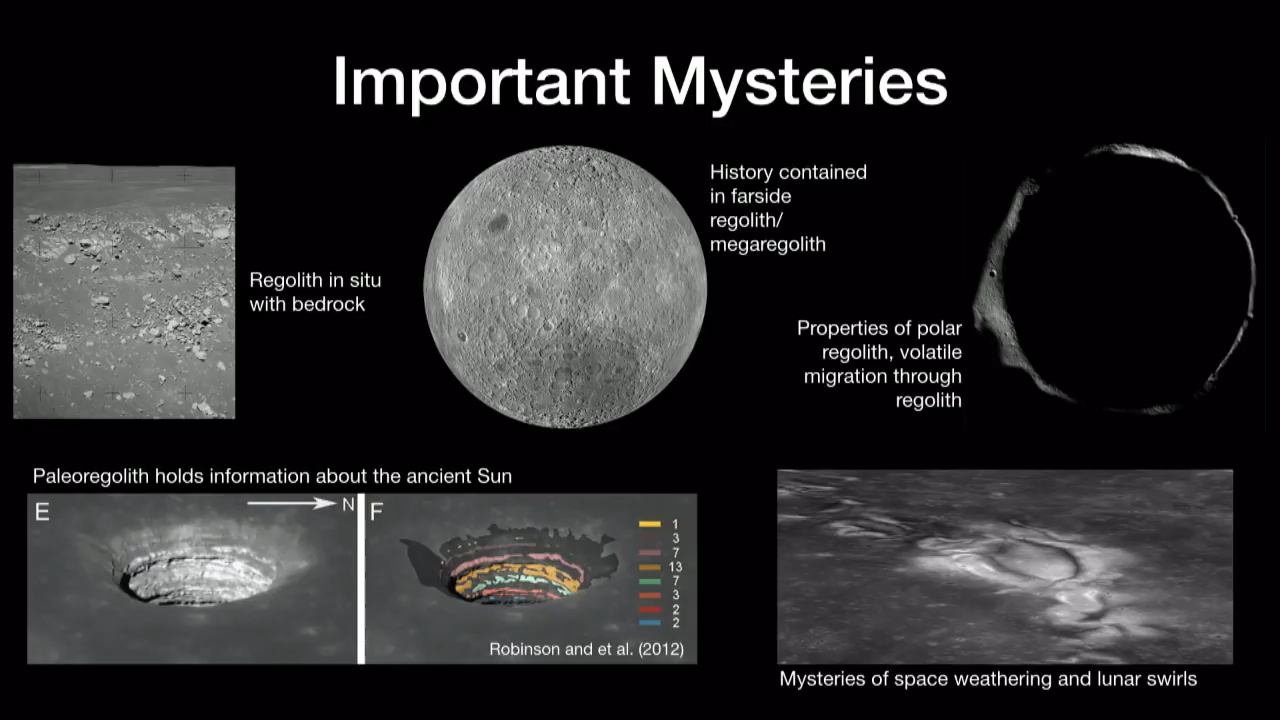 Important Mysteries
Regolith in situ
with bedrock
History contained
in farside
regolith/
megaregolith
Properties of polar
regolith, volatile
migration through
regolith
Paleoregolith holds information about the ancient Sun
E
N
F
1
3
7
13
7
3
2
2
Robinson and et al. (2012)
Mysteries of space weathering and lunar swirls